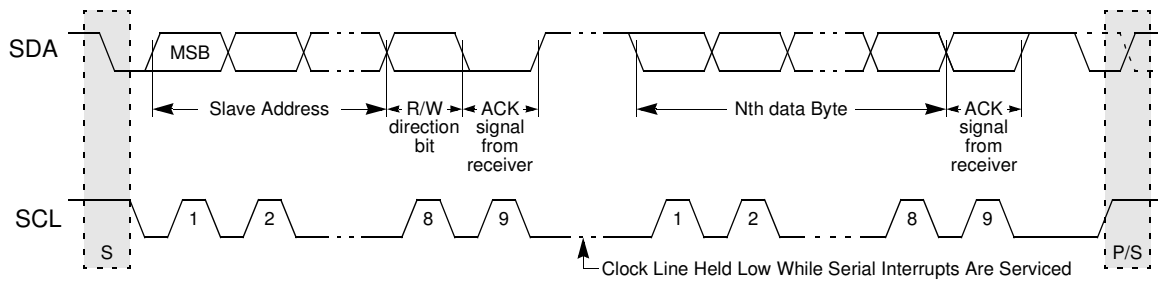 SDA
MSB
Slave Address
R/W
direction
bit
ACK
signal
from
receiver
Nth data Byte
ACK
signal
from
receiver
SCL
1
2
8
9
1
2
8
9
S
P/S
Clock Line Held Low While Serial Interrupts Are Serviced